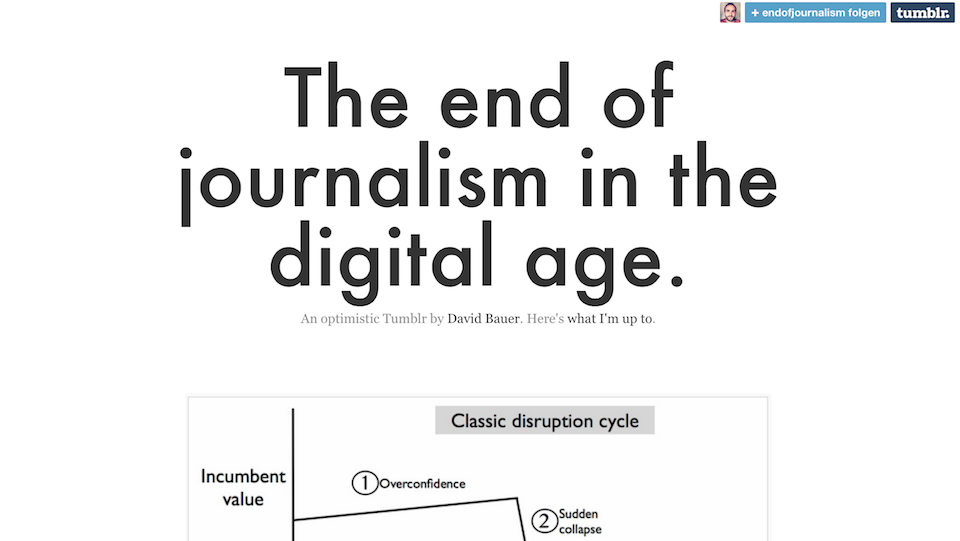 + endofjournalism folgen
tumblr.
The end of
journalism in the
digital age.
An optimistic Tumblr by David Bauer. Here's what I'm up to.
Classic disruption cycle
Incumbent
value
1 Overconfidence
2 Sudden
collapse